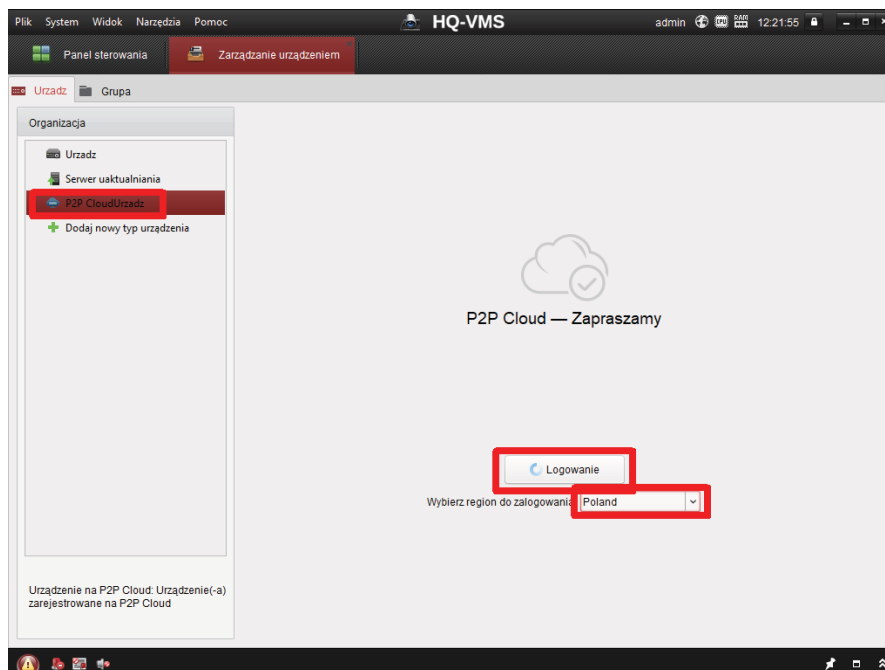 Plik System Widok Narzędzia Pomoc HQ-VMS admin CPU RAM 12:21:55
Panel sterowania Zarządzanie urządzeniem
Urzadz Grupa
Organizacja
Urzadz
Serwer uaktualniania
P2P CloudUrzadz
Dodaj nowy typ urządzenia
P2P Cloud — Zapraszamy
Logowanie
Wybierz region do zalogowania Poland
Urządzenie na P2P Cloud: Urządzenie(-a)
zarejestrowane na P2P Cloud